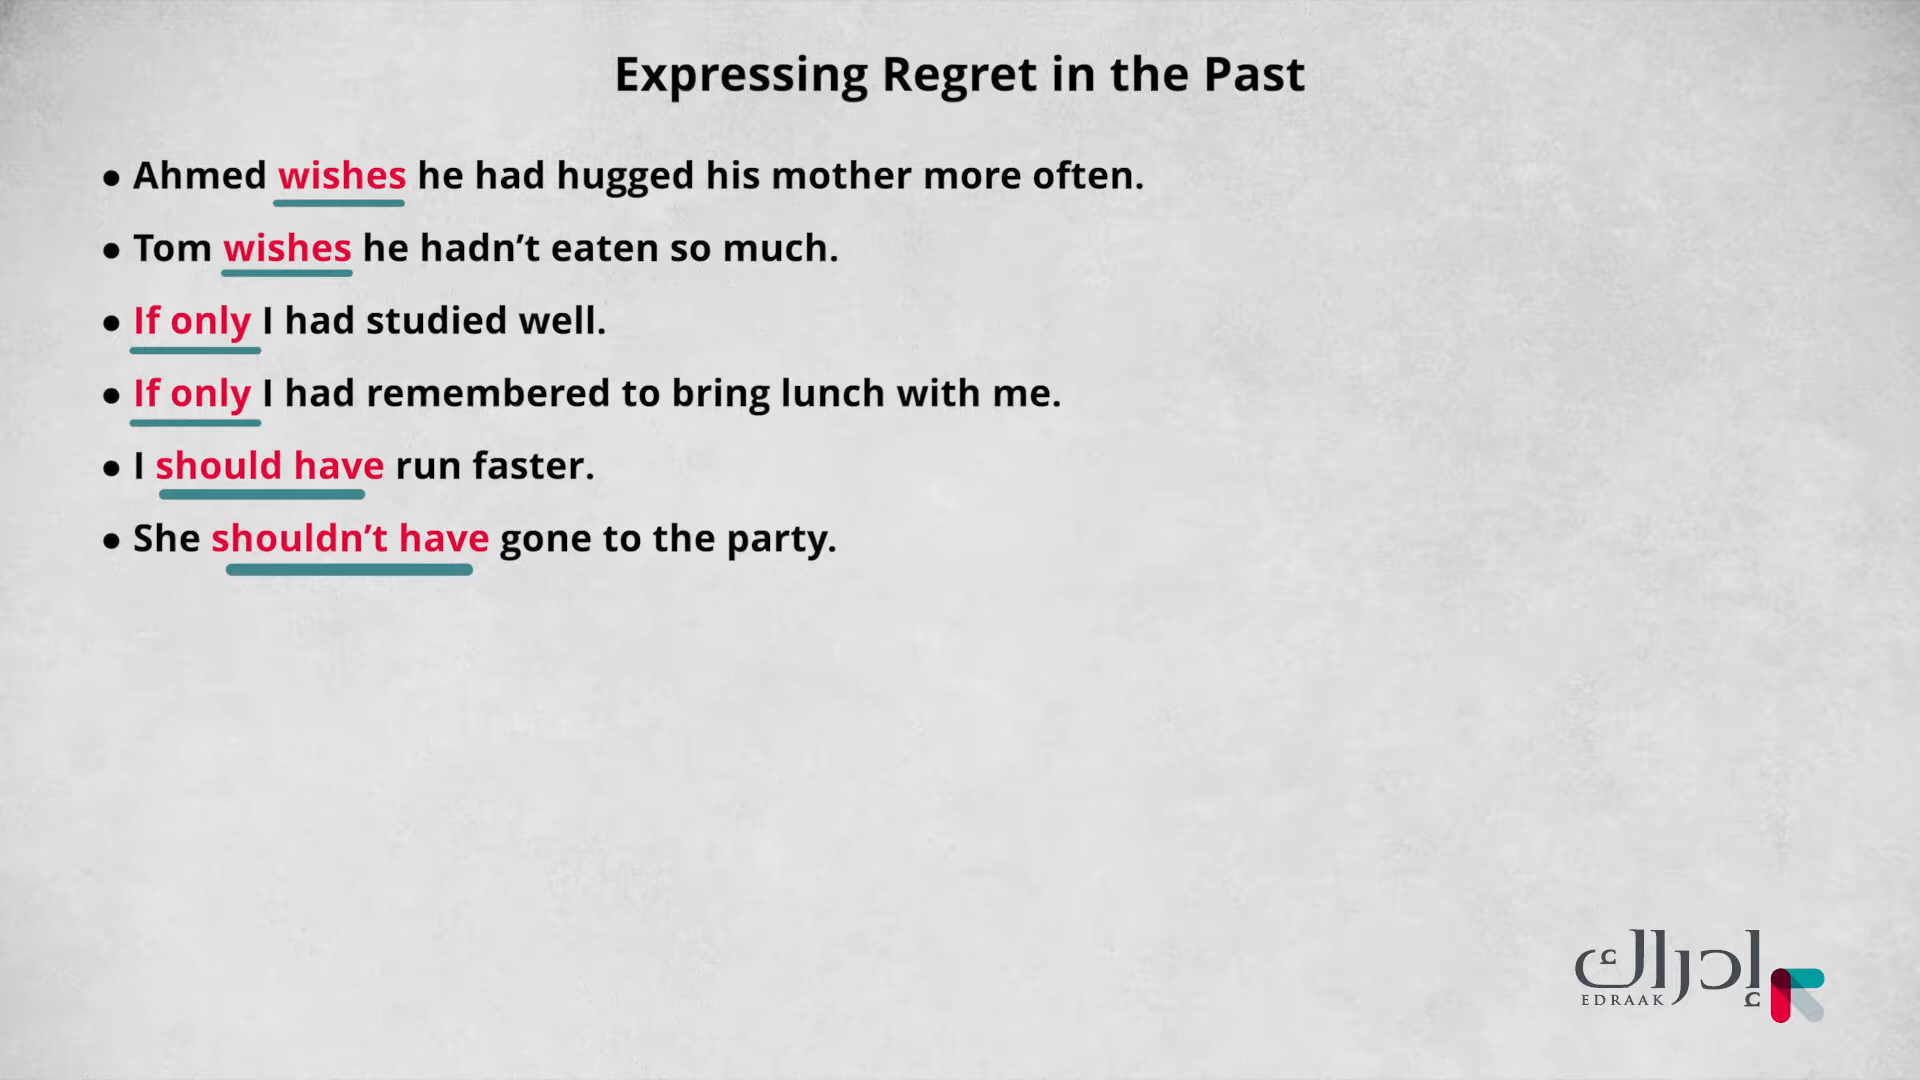 Expressing Regret in the Past
• Ahmed wishes he had hugged his mother more often.
• Tom wishes he hadn’t eaten so much.
• If only I had studied well.
• If only I had remembered to bring lunch with me.
• I should have run faster.
• She shouldn’t have gone to the party.
إدراك
EDRAAK